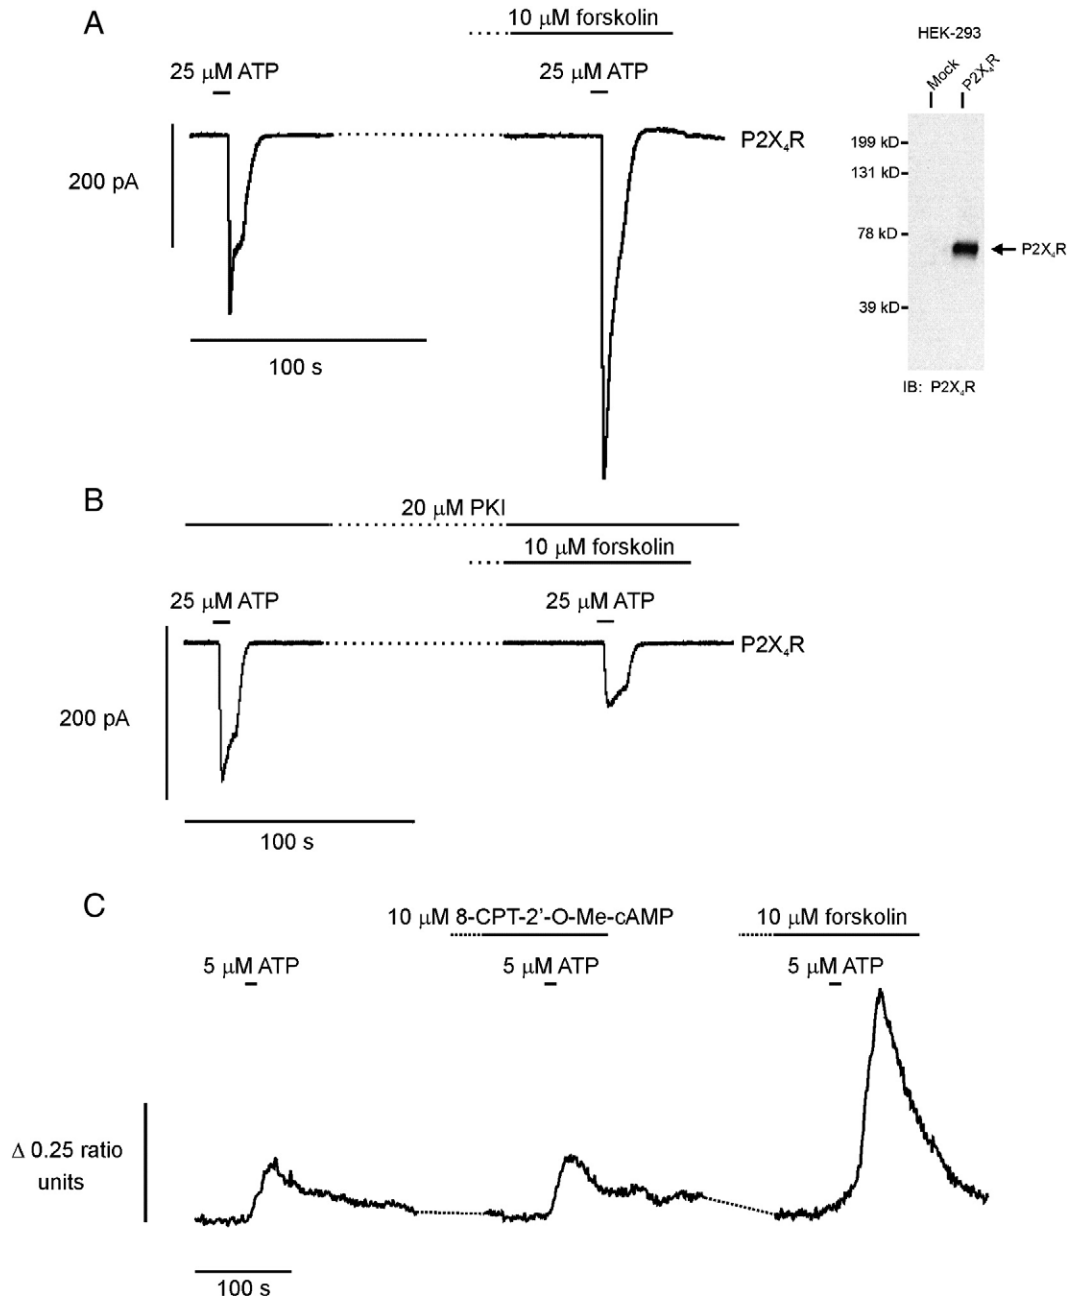 A
10 μM forskolin
25 μM ATP
25 μM ATP
P2X₄R
200 pA
100 s
HEK-293
Mock
P2X₄R
199 kD
131 kD
78 kD
P2X₄R
39 kD
IB: P2X₄R
B
20 μM PKI
10 μM forskolin
25 μM ATP
25 μM ATP
P2X₄R
200 pA
100 s
C
10 μM 8-CPT-2'-O-Me-cAMP
10 μM forskolin
5 μM ATP
5 μM ATP
5 μM ATP
Δ 0.25 ratio
units
100 s